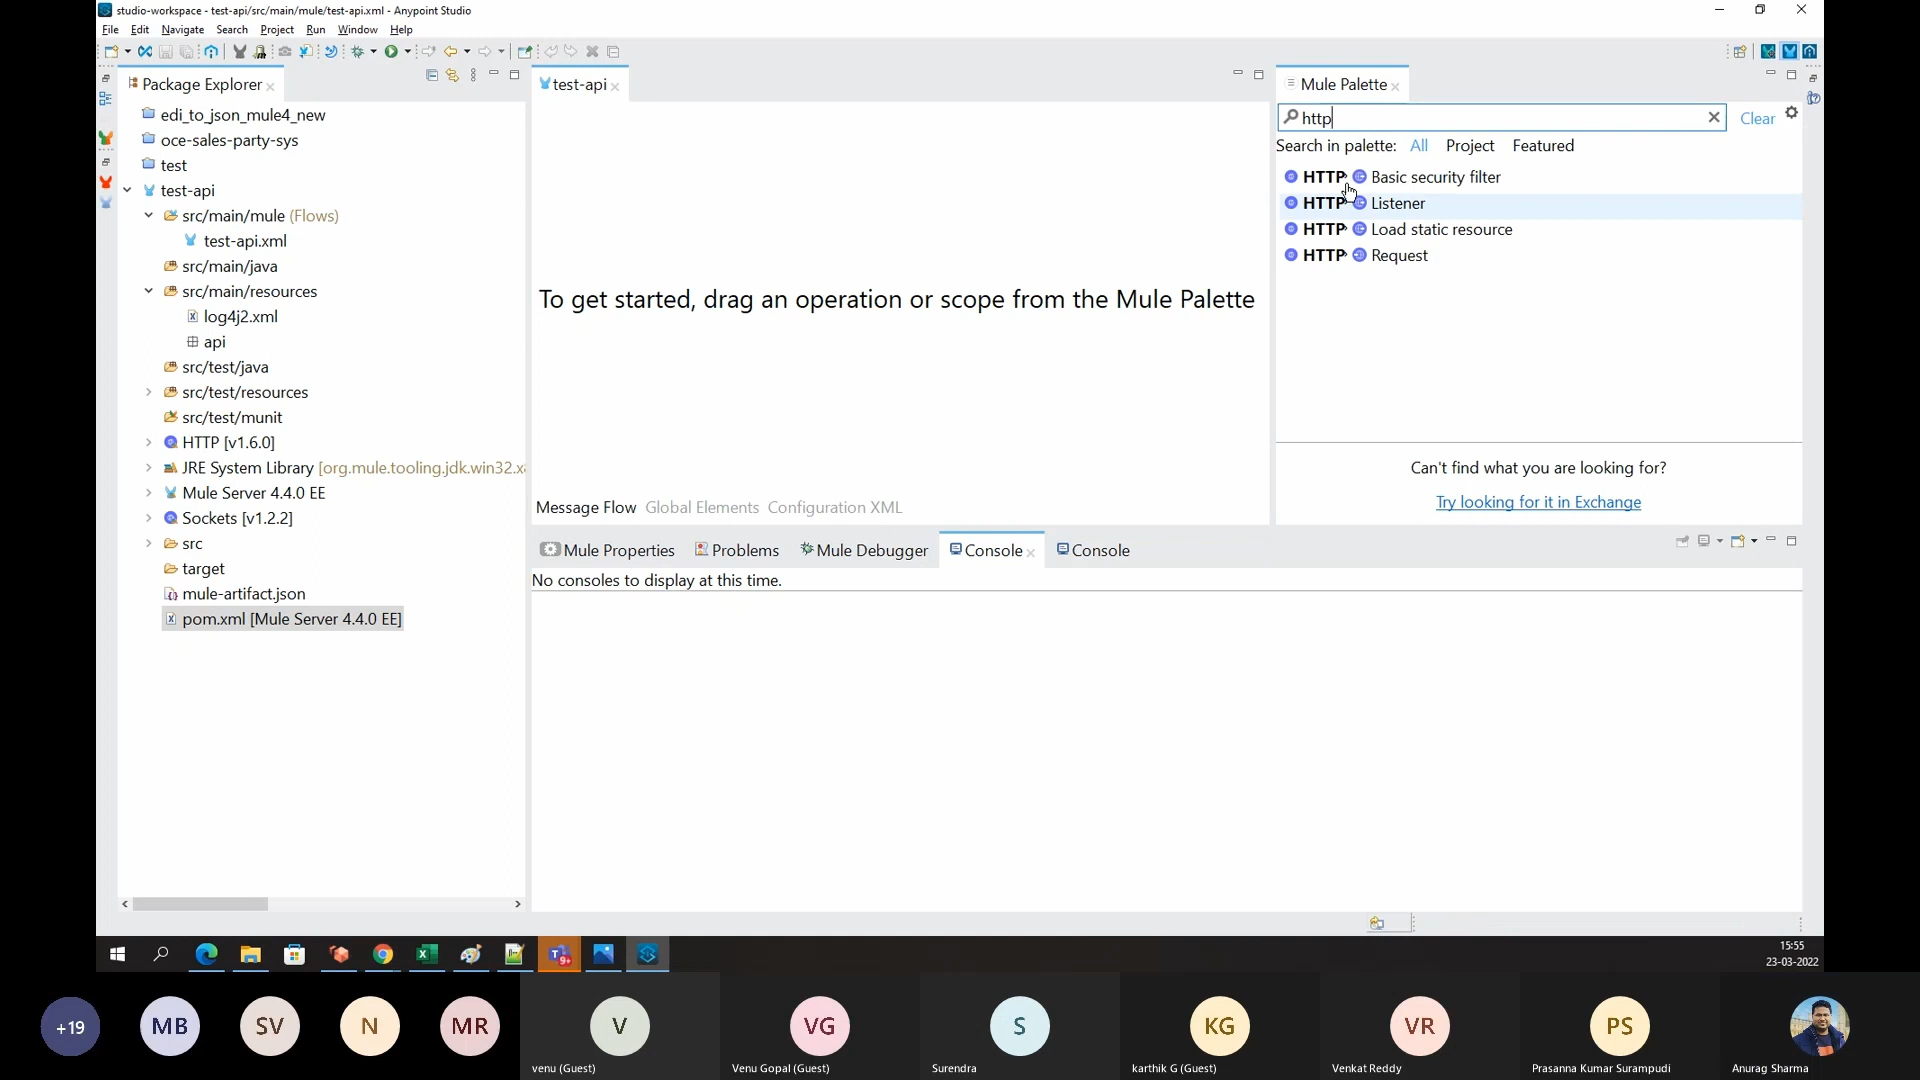 studio-workspace - test-api/src/main/mule/test-api.xml - Anypoint Studio
File Edit Navigate Search Project Run Window Help
Package Explorer
edi_to_json_mule4_new
oce-sales-party-sys
test
test-api
src/main/mule (Flows)
test-api.xml
src/main/java
src/main/resources
log4j2.xml
api
src/test/java
src/test/resources
src/test/munit
HTTP [v1.6.0]
JRE System Library [org.mule.tooling.jdk.win32.x
Mule Server 4.4.0 EE
Sockets [v1.2.2]
src
target
mule-artifact.json
pom.xml [Mule Server 4.4.0 EE]
test-api
To get started, drag an operation or scope from the Mule Palette
Message Flow Global Elements Configuration XML
Mule Palette
http
Clear
Search in palette: All Project Featured
HTTP Basic security filter
HTTP Listener
HTTP Load static resource
HTTP Request
Can't find what you are looking for?
Try looking for it in Exchange
Mule Properties Problems Mule Debugger Console Console
No consoles to display at this time.
15:55
23-03-2022
+19
MB
SV
N
MR
V
venu (Guest)
VG
Venu Gopal (Guest)
S
Surendra
KG
karthik G (Guest)
VR
Venkat Reddy
PS
Prasanna Kumar Surampudi
Anurag Sharma